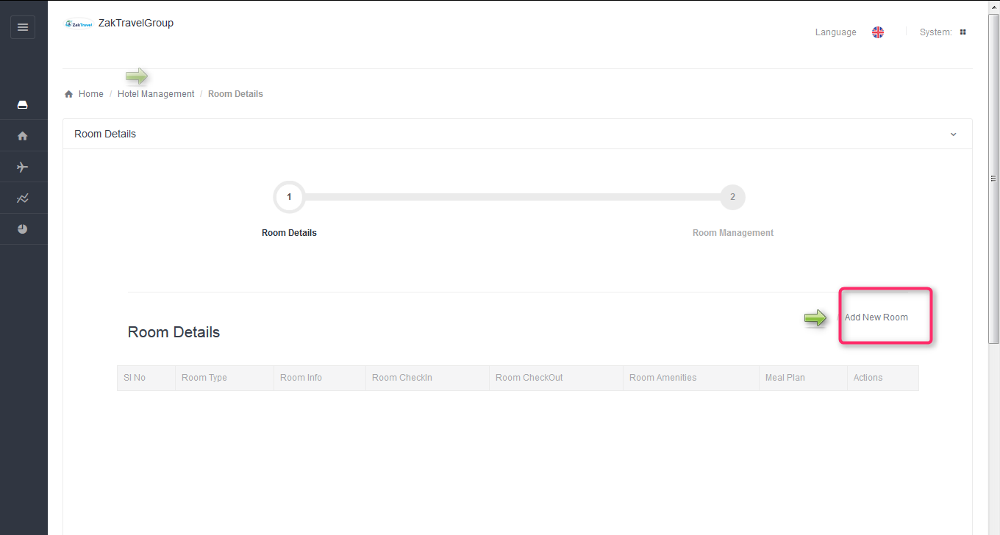 ZakTravel ZakTravelGroup
Language System:
Home / Hotel Management / Room Details
Room Details
1 2
Room Details Room Management
/ Add New Room
Room Details
Sl No Room Type Room Info Room CheckIn Room CheckOut Room Amenities Meal Plan Actions